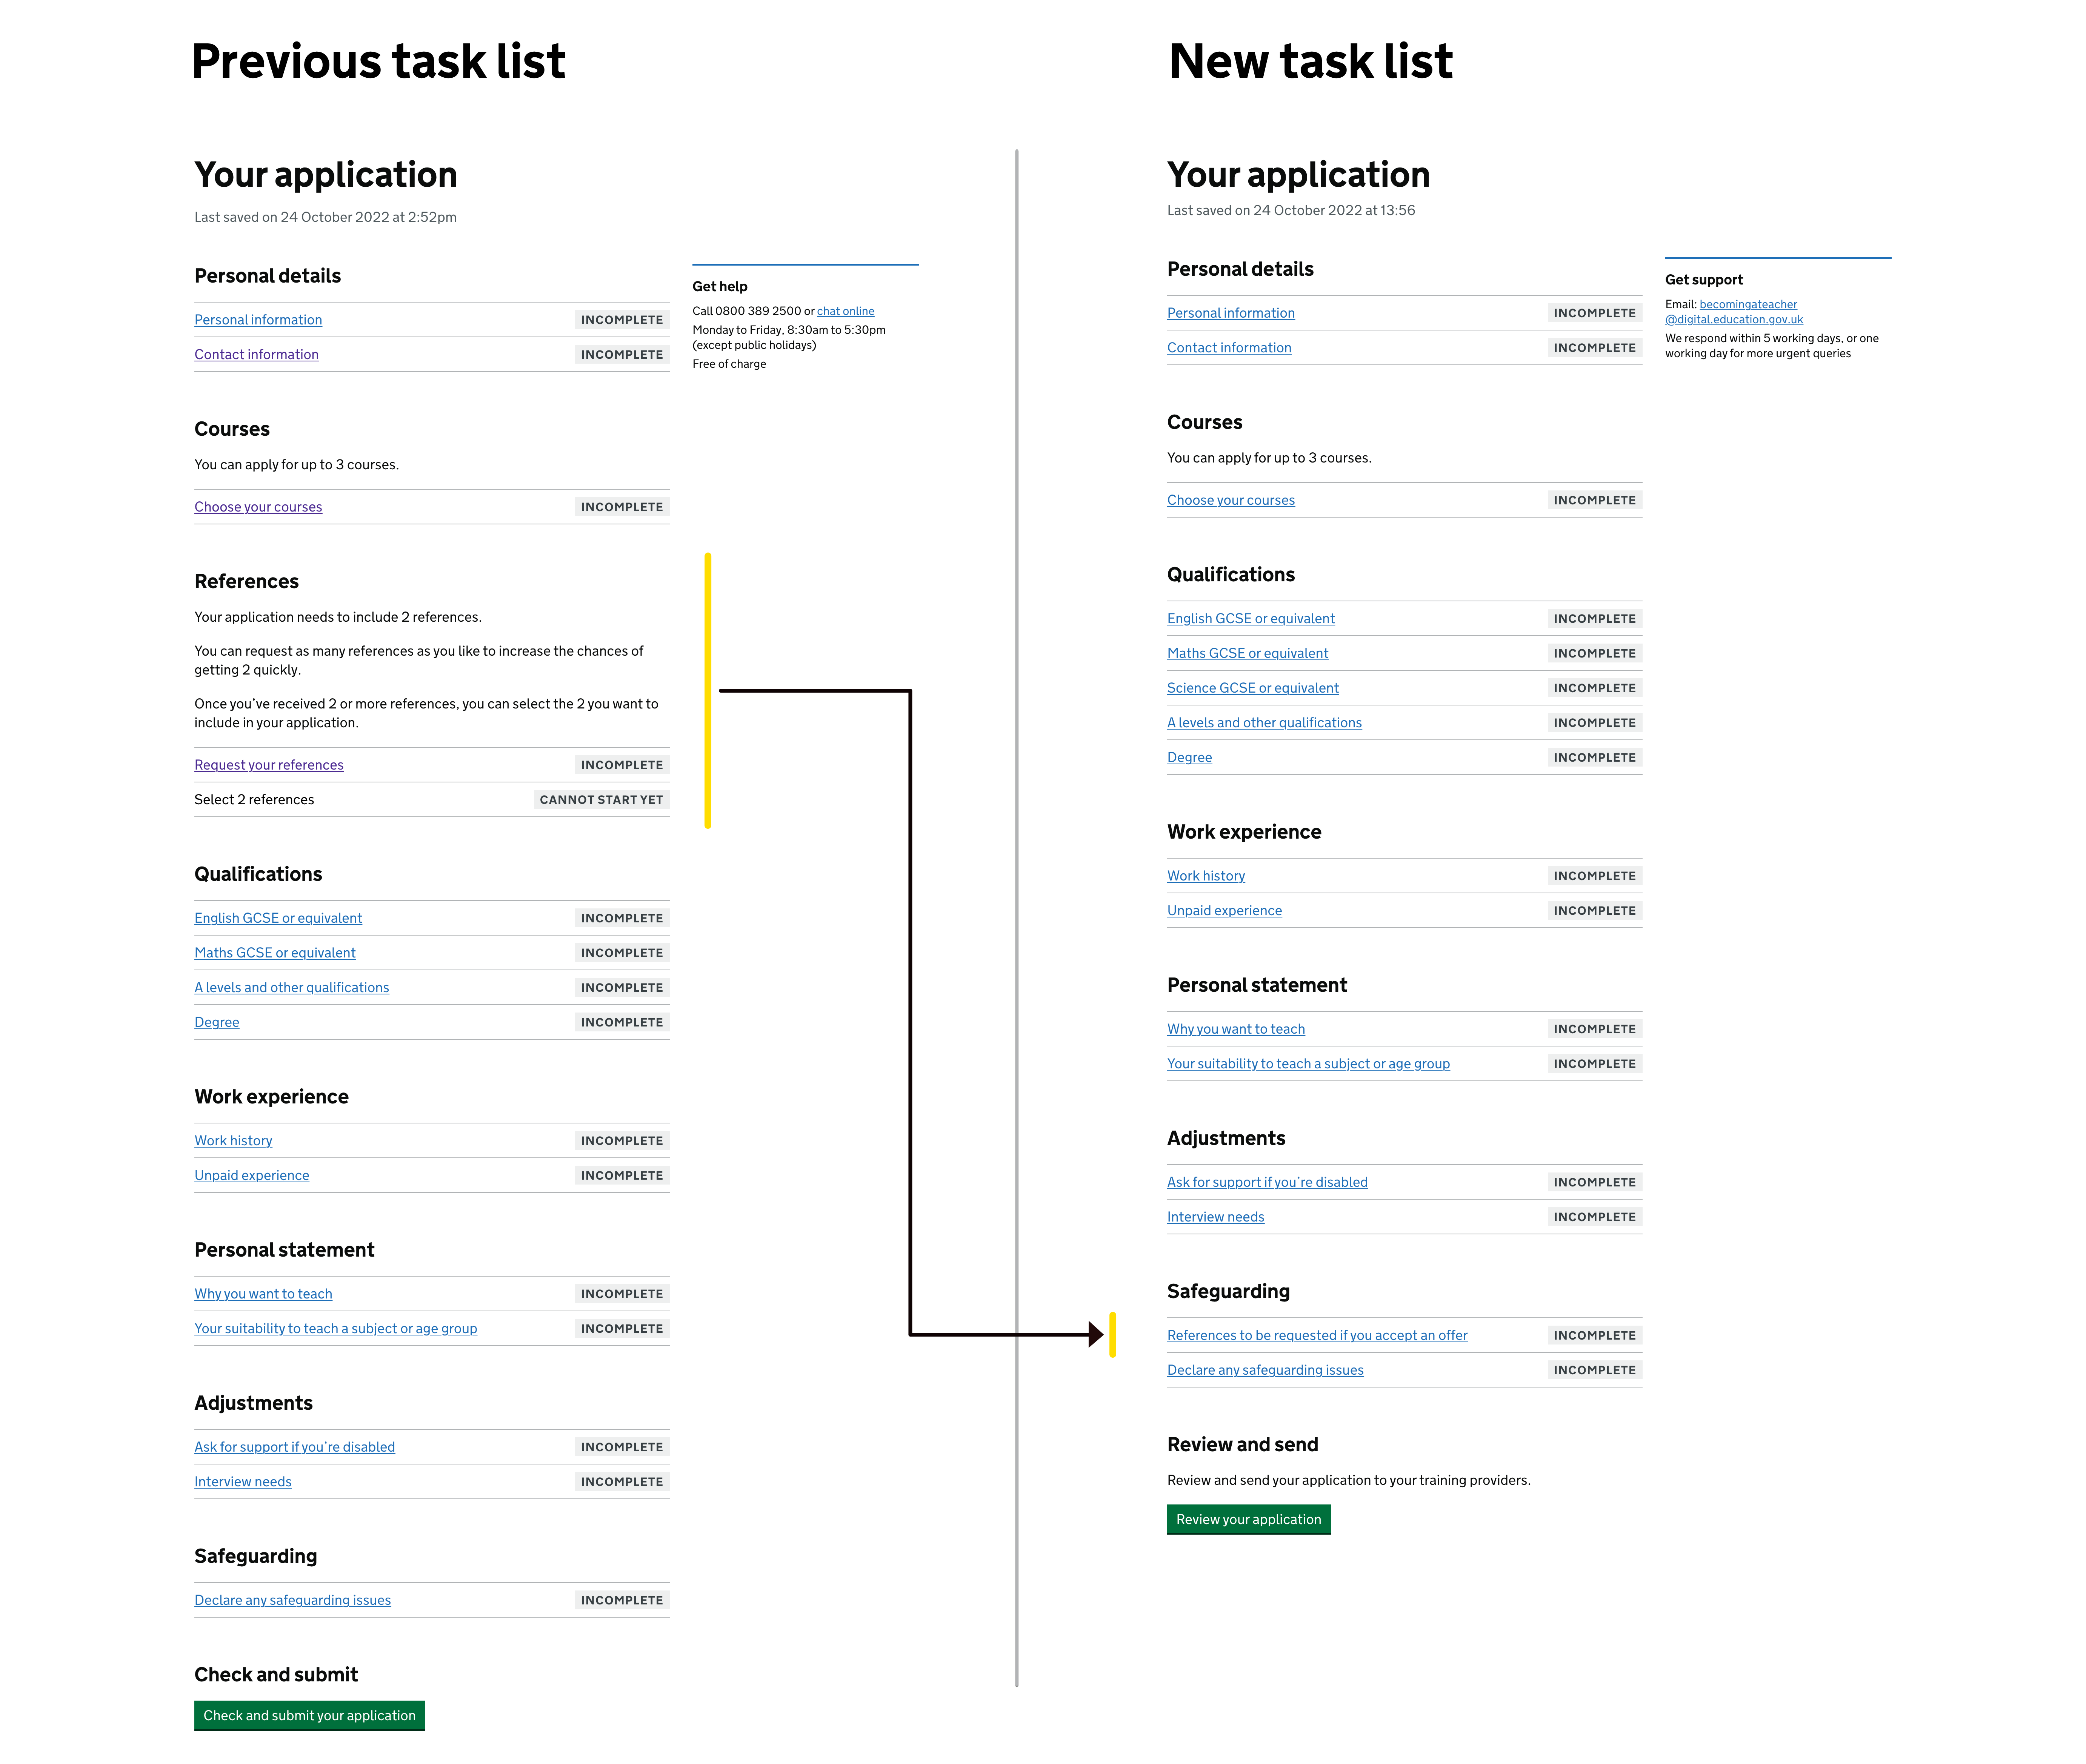 Previous task list
Your application
Last saved on 24 October 2022 at 2:52pm
Personal details
Personal information INCOMPLETE
Contact information INCOMPLETE
Get help
Call 0800 389 2500 or chat online
Monday to Friday, 8:30am to 5:30pm
(except public holidays)
Free of charge
Courses
You can apply for up to 3 courses.
Choose your courses INCOMPLETE
References
Your application needs to include 2 references.
You can request as many references as you like to increase the chances of
getting 2 quickly.
Once you've received 2 or more references, you can select the 2 you want to
include in your application.
Request your references INCOMPLETE
Select 2 references CANNOT START YET
Qualifications
English GCSE or equivalent INCOMPLETE
Maths GCSE or equivalent INCOMPLETE
A levels and other qualifications INCOMPLETE
Degree INCOMPLETE
Work experience
Work history INCOMPLETE
Unpaid experience INCOMPLETE
Personal statement
Why you want to teach INCOMPLETE
Your suitability to teach a subject or age group INCOMPLETE
Adjustments
Ask for support if you're disabled INCOMPLETE
Interview needs INCOMPLETE
Safeguarding
Declare any safeguarding issues INCOMPLETE
Check and submit
Check and submit your application
New task list
Your application
Last saved on 24 October 2022 at 13:56
Personal details
Personal information INCOMPLETE
Contact information INCOMPLETE
Get support
Email: becomingateacher
@digital.education.gov.uk
We respond within 5 working days, or one
working day for more urgent queries
Courses
You can apply for up to 3 courses.
Choose your courses INCOMPLETE
Qualifications
English GCSE or equivalent INCOMPLETE
Maths GCSE or equivalent INCOMPLETE
Science GCSE or equivalent INCOMPLETE
A levels and other qualifications INCOMPLETE
Degree INCOMPLETE
Work experience
Work history INCOMPLETE
Unpaid experience INCOMPLETE
Personal statement
Why you want to teach INCOMPLETE
Your suitability to teach a subject or age group INCOMPLETE
Adjustments
Ask for support if you're disabled INCOMPLETE
Interview needs INCOMPLETE
Safeguarding
References to be requested if you accept an offer INCOMPLETE
Declare any safeguarding issues INCOMPLETE
Review and send
Review and send your application to your training providers.
Review your application